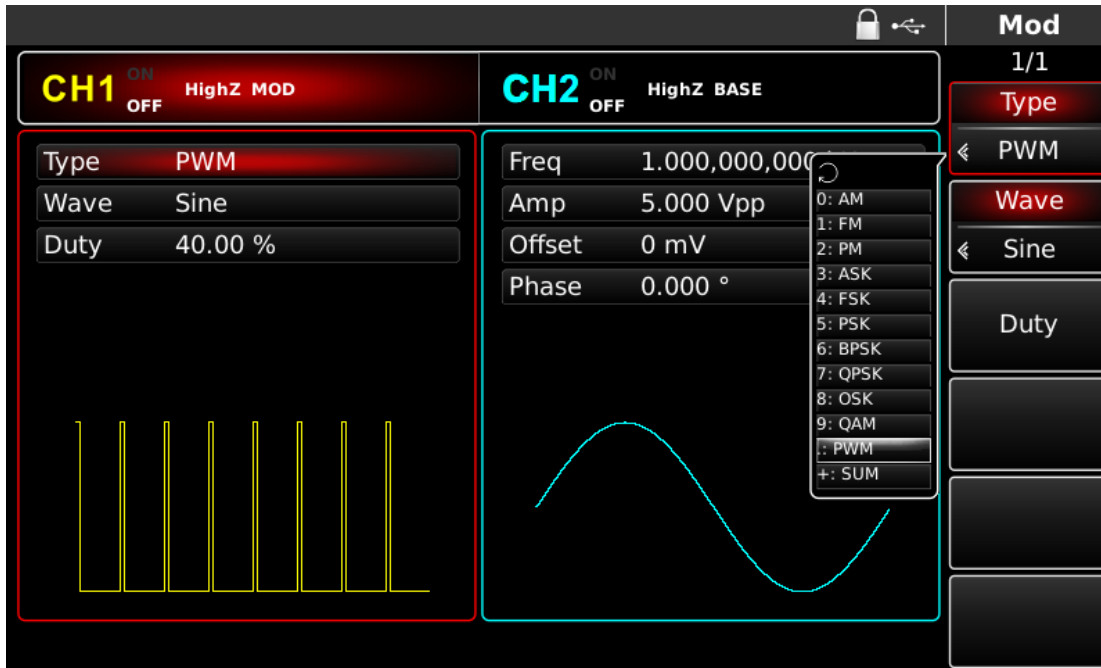 Mod
1/1
CH1 ON OFF HighZ MOD
CH2 ON OFF HighZ BASE
Type PWM
Wave Sine
Duty 40.00 %
Freq 1.000,000,000
Amp 5.000 Vpp
Offset 0 mV
Phase 0.000 °
0: AM
1: FM
2: PM
3: ASK
4: FSK
5: PSK
6: BPSK
7: QPSK
8: OSK
9: QAM
.: PWM
+: SUM
Type
PWM
Wave
Sine
Duty